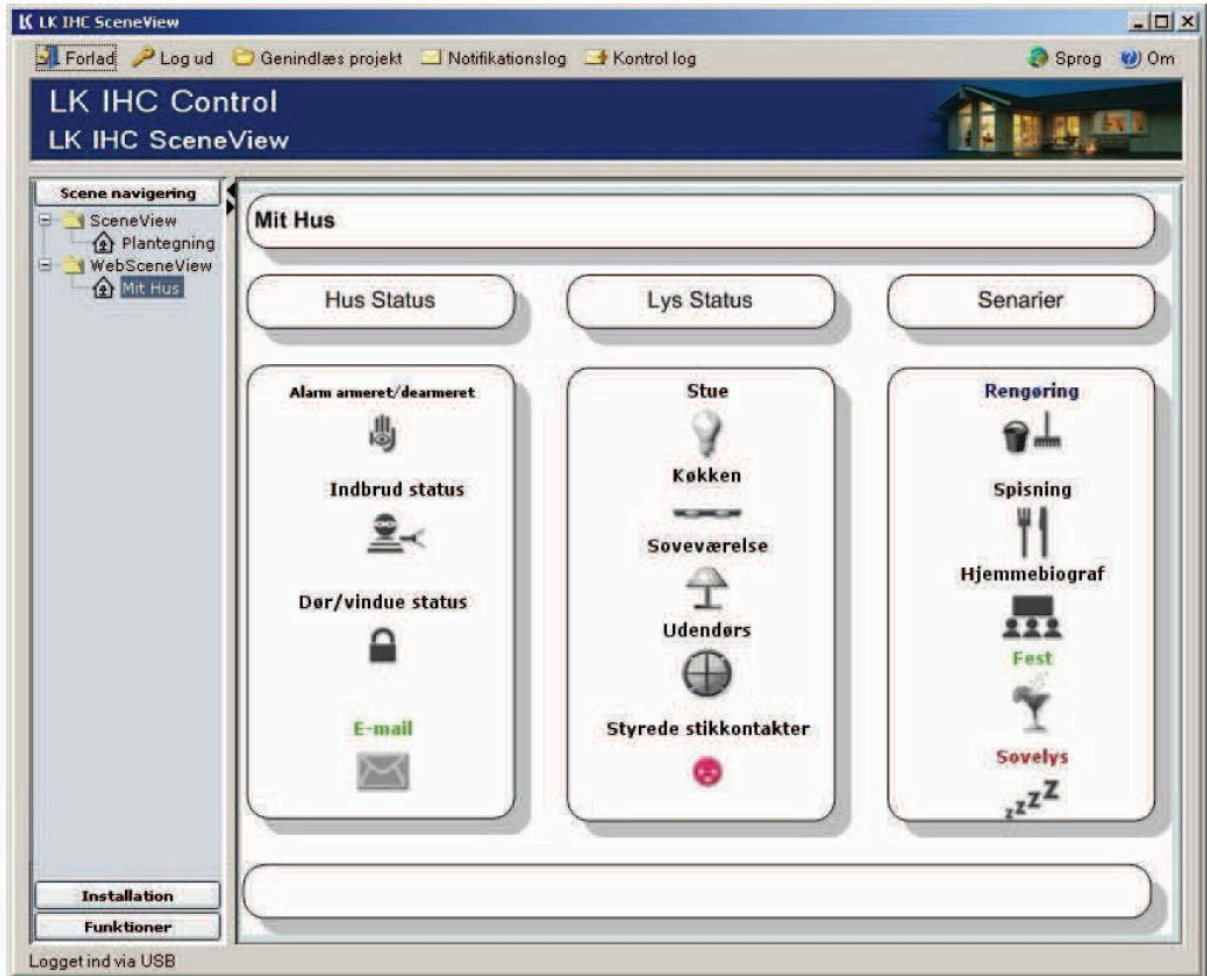 LK IHC SceneView
Forlad Log ud Genindlæs projekt Notifikationslog Kontrol log Sprog Om
LK IHC Control
LK IHC SceneView
Scene navigering
SceneView
Plantegning
WebSceneView
Mit Hus
Installation
Funktioner
Mit Hus
Hus Status
Alarm armeret/dearmeret
Indbrud status
Dør/vindue status
E-mail
Lys Status
Stue
Køkken
Soveværelse
Udendørs
Styrede stikkontakter
Senarier
Rengøring
Spisning
Hjemmebiograf
Fest
Sovelys
zzzZ
Logget ind via USB